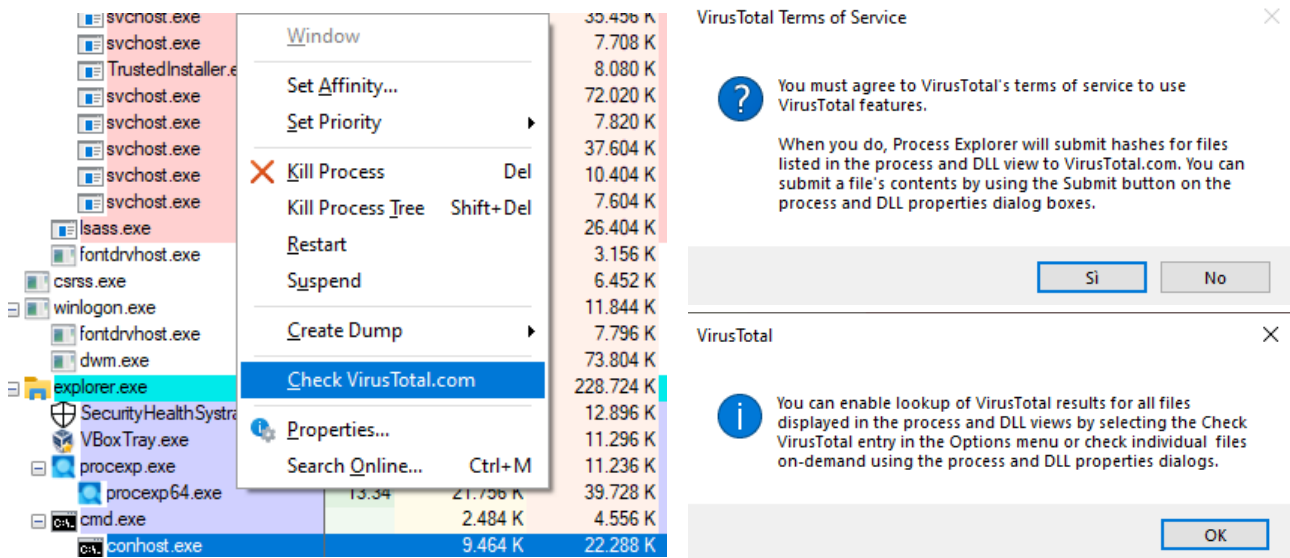 svchost.exe 35.456 K
svchost.exe 7.708 K
TrustedInstaller.e 8.080 K
svchost.exe 72.020 K
svchost.exe 7.820 K
svchost.exe 37.604 K
svchost.exe 10.404 K
svchost.exe 7.604 K
lsass.exe 26.404 K
fontdrvhost.exe 3.156 K
csrss.exe 6.452 K
winlogon.exe 11.844 K
fontdrvhost.exe 7.796 K
dwm.exe 73.804 K
explorer.exe 228.724 K
SecurityHealthSystra 12.896 K
VBoxTray.exe 11.296 K
procexp.exe 11.236 K
procexp64.exe 13.34 21.756 K 39.728 K
cmd.exe 2.484 K 4.556 K
conhost.exe 9.464 K 22.288 K
Window
Set Affinity...
Set Priority
Kill Process Del
Kill Process Tree Shift+Del
Restart
Suspend
Create Dump
Check VirusTotal.com
Properties...
Search Online... Ctrl+M
VirusTotal Terms of Service
You must agree to VirusTotal's terms of service to use
VirusTotal features.
When you do, Process Explorer will submit hashes for files
listed in the process and DLL view to VirusTotal.com. You can
submit a file's contents by using the Submit button on the
process and DLL properties dialog boxes.
Sì No
VirusTotal
You can enable lookup of VirusTotal results for all files
displayed in the process and DLL views by selecting the Check
VirusTotal entry in the Options menu or check individual files
on-demand using the process and DLL properties dialogs.
OK